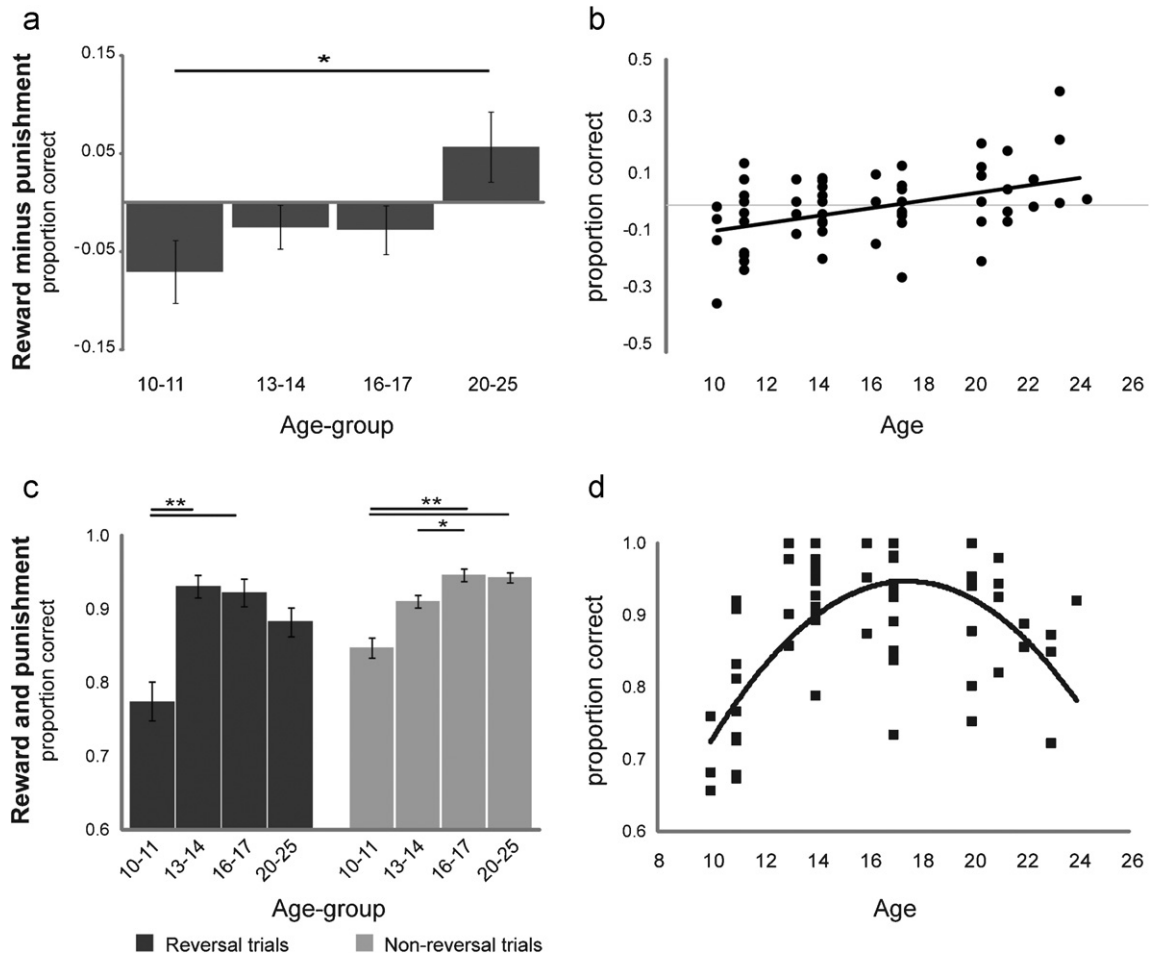 a
Reward minus punishment
proportion correct
0.15
0.05
-0.05
-0.15
*
10-11 13-14 16-17 20-25
Age-group
b
proportion correct
0.5
0.3
0.1
-0.1
-0.3
-0.5
10 12 14 16 18 20 22 24 26
Age
c
Reward and punishment
proportion correct
1.0
0.9
0.8
0.7
0.6
**
**
*
10-11 13-14 16-17 20-25 10-11 13-14 16-17 20-25
Age-group
Reversal trials Non-reversal trials
d
proportion correct
1.0
0.9
0.8
0.7
0.6
8 10 12 14 16 18 20 22 24 26
Age